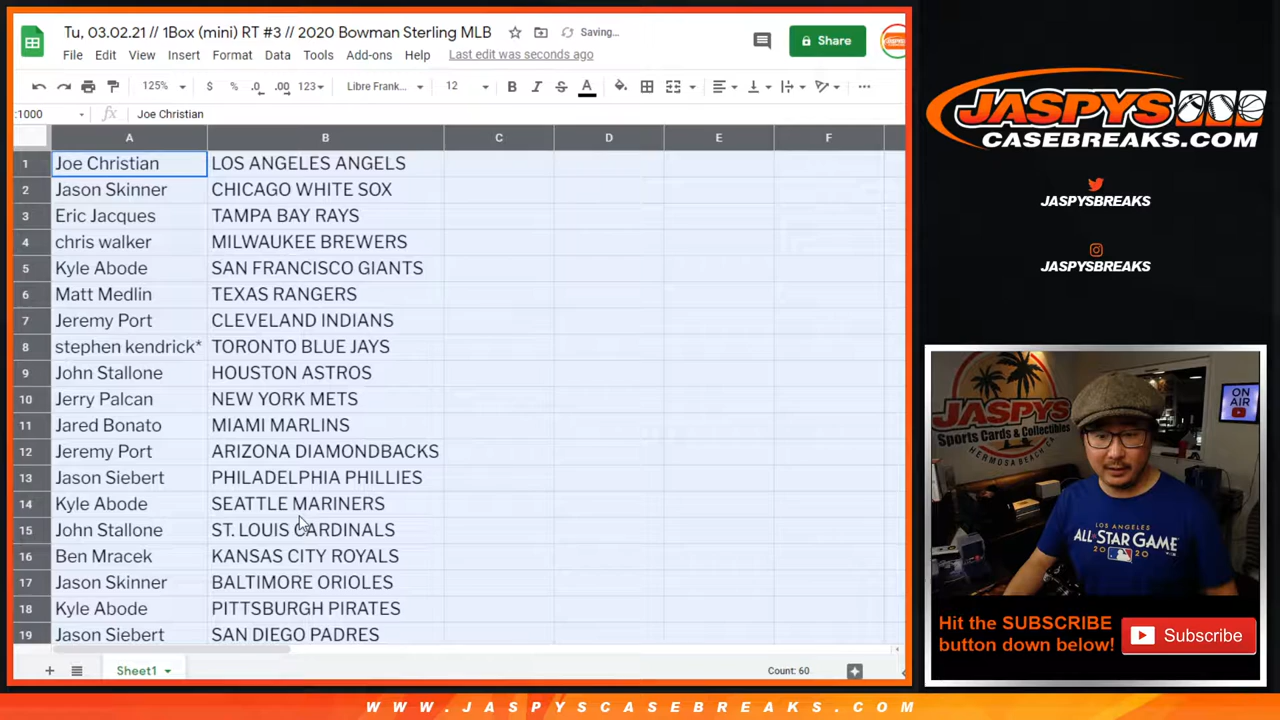 Tu, 03.02.21 // 1Box (mini) RT #3 // 2020 Bowman Sterling MLB
Saving...
File Edit View Insert Format Data Tools Add-ons Help Last edit was seconds ago
Share
125% $ % .0 .00 123 Libre Frank... 12 B I S A
:1000 fx Joe Christian
A B C D E F
1 Joe Christian LOS ANGELES ANGELS
2 Jason Skinner CHICAGO WHITE SOX
3 Eric Jacques TAMPA BAY RAYS
4 chris walker MILWAUKEE BREWERS
5 Kyle Abode SAN FRANCISCO GIANTS
6 Matt Medlin TEXAS RANGERS
7 Jeremy Port CLEVELAND INDIANS
8 stephen kendrick* TORONTO BLUE JAYS
9 John Stallone HOUSTON ASTROS
10 Jerry Palcan NEW YORK METS
11 Jared Bonato MIAMI MARLINS
12 Jeremy Port ARIZONA DIAMONDBACKS
13 Jason Siebert PHILADELPHIA PHILLIES
14 Kyle Abode SEATTLE MARINERS
15 John Stallone ST. LOUIS CARDINALS
16 Ben Mracek KANSAS CITY ROYALS
17 Jason Skinner BALTIMORE ORIOLES
18 Kyle Abode PITTSBURGH PIRATES
19 Jason Siebert SAN DIEGO PADRES
Sheet1
Count: 60
JASPYS
CASEBREAKS.COM
JASPYSBREAKS
JASPYSBREAKS
JASPYS
Sports Cards & Collectibles
HERMOSA BEACH
ON AIR
LOS ANGELES
ALL-STAR GAME
2020
Hit the SUBSCRIBE
button down below!
Subscribe
WWW.JASPYSCASEBREAKS.COM